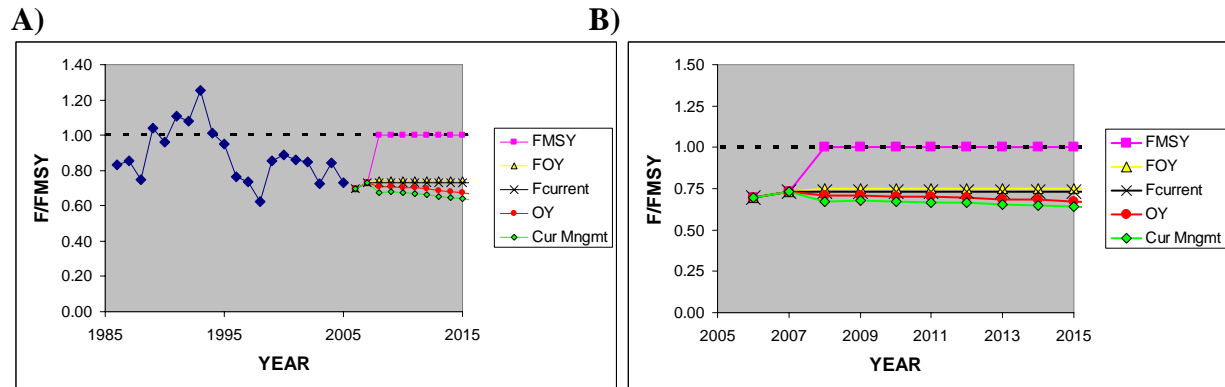 A)
F/FMSY
1.40
1.20
1.00
0.80
0.60
0.40
0.20
0.00
1985 1995 2005 2015
YEAR
FMSY
FOY
Fcurrent
OY
Cur Mngmt
B)
F/FMSY
1.50
1.25
1.00
0.75
0.50
0.25
0.00
2005 2007 2009 2011 2013 2015
YEAR
FMSY
FOY
Fcurrent
OY
Cur Mngmt